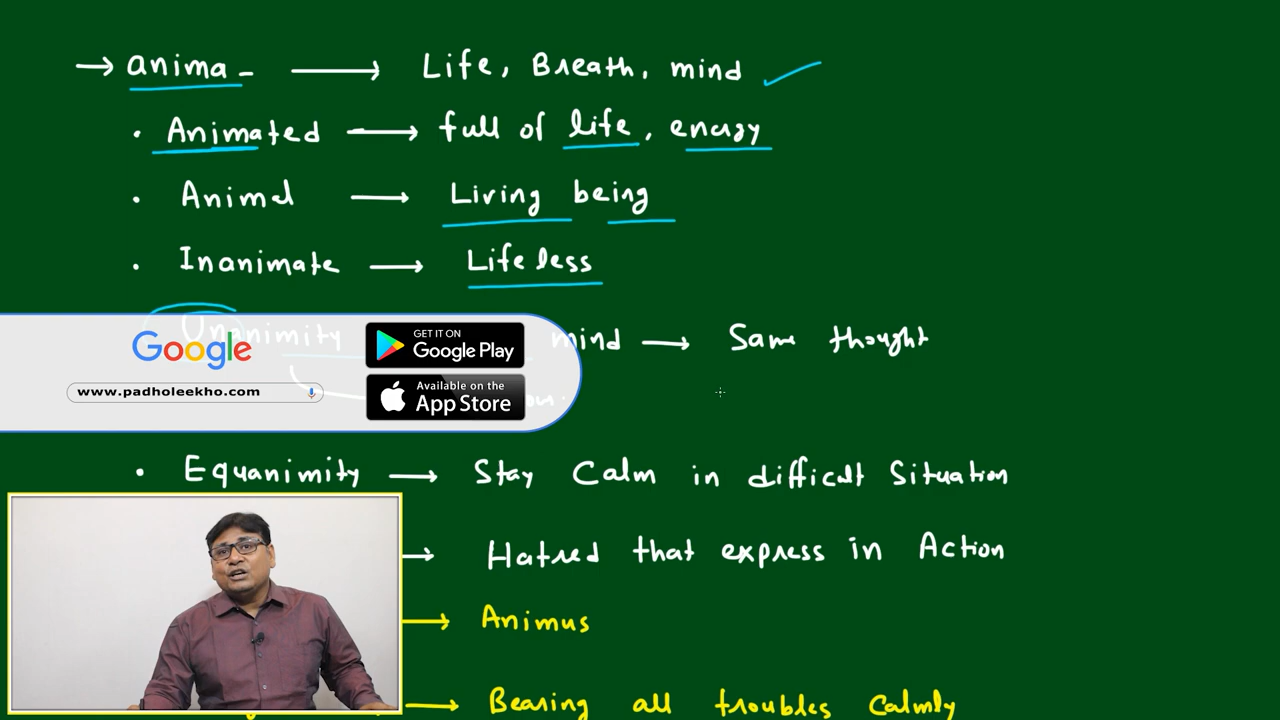 → anima - → Life, Breath, mind ✓
• Animated → full of life, energy
• Animal → Living being
• Inanimate → Lifeless
Unanimity mind → Same thought
Google
www.padholeekho.com
GET IT ON
Google Play
Available on the
App Store
• Equanimity → Stay Calm in difficult Situation
→ Hatred that express in Action
→ Animus
→ Bearing all troubles Calmly